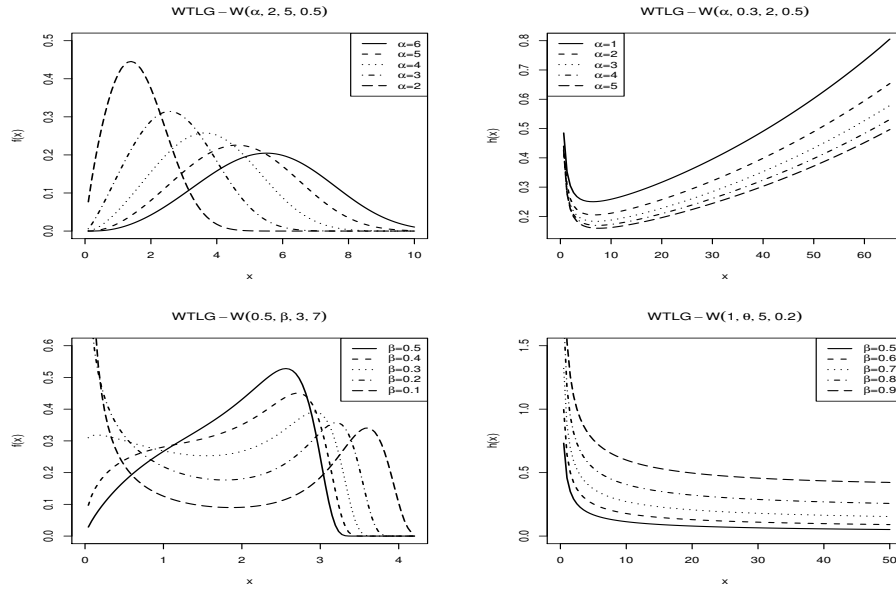 WTLG−W(α, 2, 5, 0.5)
f(x)
0.5
0.4
0.3
0.2
0.1
0.0
α=6
α=5
α=4
α=3
α=2
0 2 4 6 8 10
x
WTLG−W(α, 0.3, 2, 0.5)
h(x)
0.8
0.7
0.6
0.5
0.4
0.3
0.2
α=1
α=2
α=3
α=4
α=5
0 10 20 30 40 50 60
x
WTLG−W(0.5, β, 3, 7)
f(x)
0.6
0.5
0.4
0.3
0.2
0.1
0.0
β=0.5
β=0.4
β=0.3
β=0.2
β=0.1
0 1 2 3 4
x
WTLG−W(1, θ, 5, 0.2)
h(x)
1.5
1.0
0.5
0.0
β=0.5
β=0.6
β=0.7
β=0.8
β=0.9
0 10 20 30 40 50
x